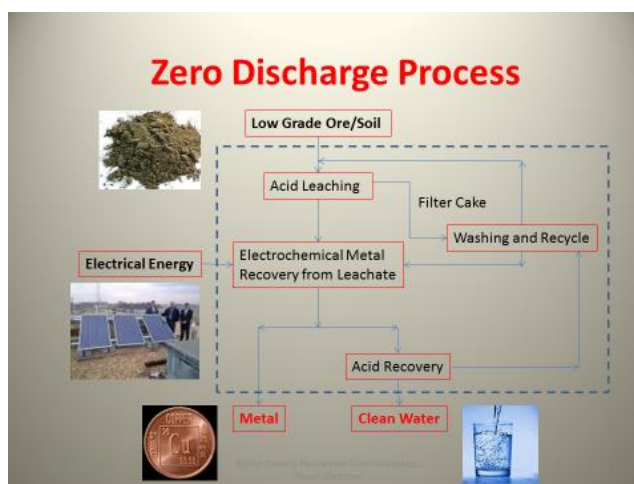 Zero Discharge Process
Low Grade Ore/Soil
Acid Leaching
Filter Cake
Washing and Recycle
Electrical Energy
Electrochemical Metal
Recovery from Leachate
Acid Recovery
Metal
Clean Water
COPPER
Cu